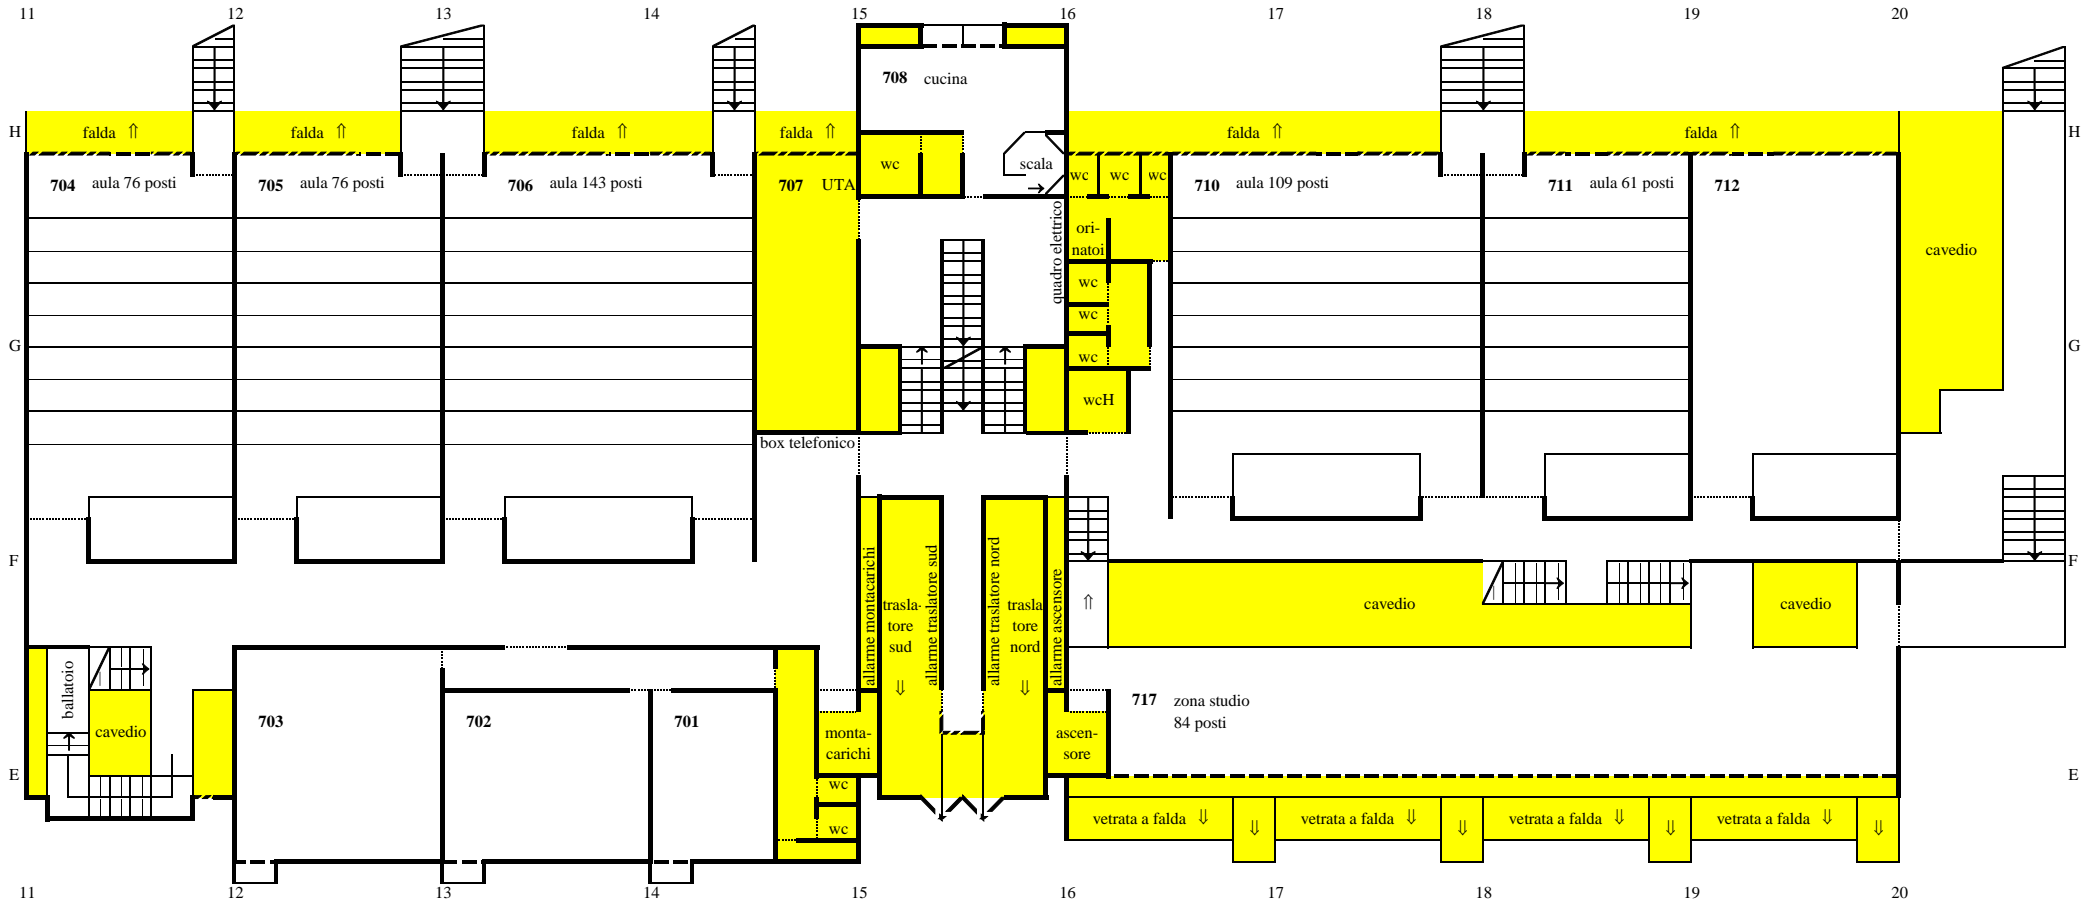 11 12 13 14 15 16 17 18 19 20
708 cucina
H falda ⇑ falda ⇑ falda ⇑ falda ⇑ falda ⇑ falda ⇑ H
wc scala
704 aula 76 posti
705 aula 76 posti
706 aula 143 posti
707 UTA
wc wc wc
710 aula 109 posti
711 aula 61 posti
712
quadro elettrico
ori-
natoi
cavedio
wc
wc
G G
wc
wcH
box telefonico
F F
allarme montacarichi
trasla-
tore
sud
⇓
allarme traslatore sud
allarme traslatore nord
trasla
tore
nord
⇓
allarme ascensore
⇑
cavedio
cavedio
ballatoio
cavedio
703
702
701
monta-
carichi
ascen-
sore
717 zona studio
84 posti
E E
wc
wc
vetrata a falda ⇓ ⇓ vetrata a falda ⇓ ⇓ vetrata a falda ⇓ ⇓ vetrata a falda ⇓ ⇓
11 12 13 14 15 16 17 18 19 20